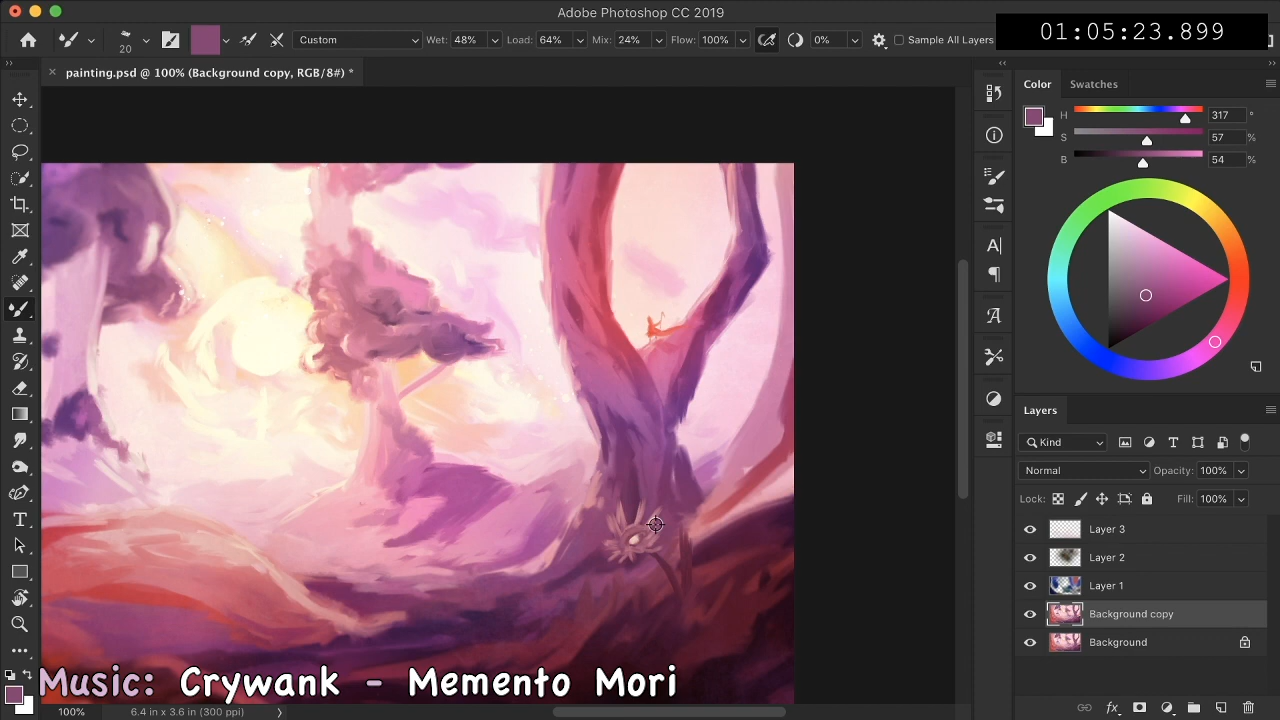 Adobe Photoshop CC 2019
01:05:23.899
20
Custom
Wet: 48%
Load: 64%
Mix: 24%
Flow: 100%
0%
Sample All Layers
× painting.psd @ 100% (Background copy, RGB/8#) *
Color
Swatches
H 317 °
S 57 %
B 54 %
Layers
Kind
Normal
Opacity: 100%
Lock:
Fill: 100%
Layer 3
Layer 2
Layer 1
Background copy
Background
Music: Crywank - Memento Mori
100%
6.4 in x 3.6 in (300 ppi)